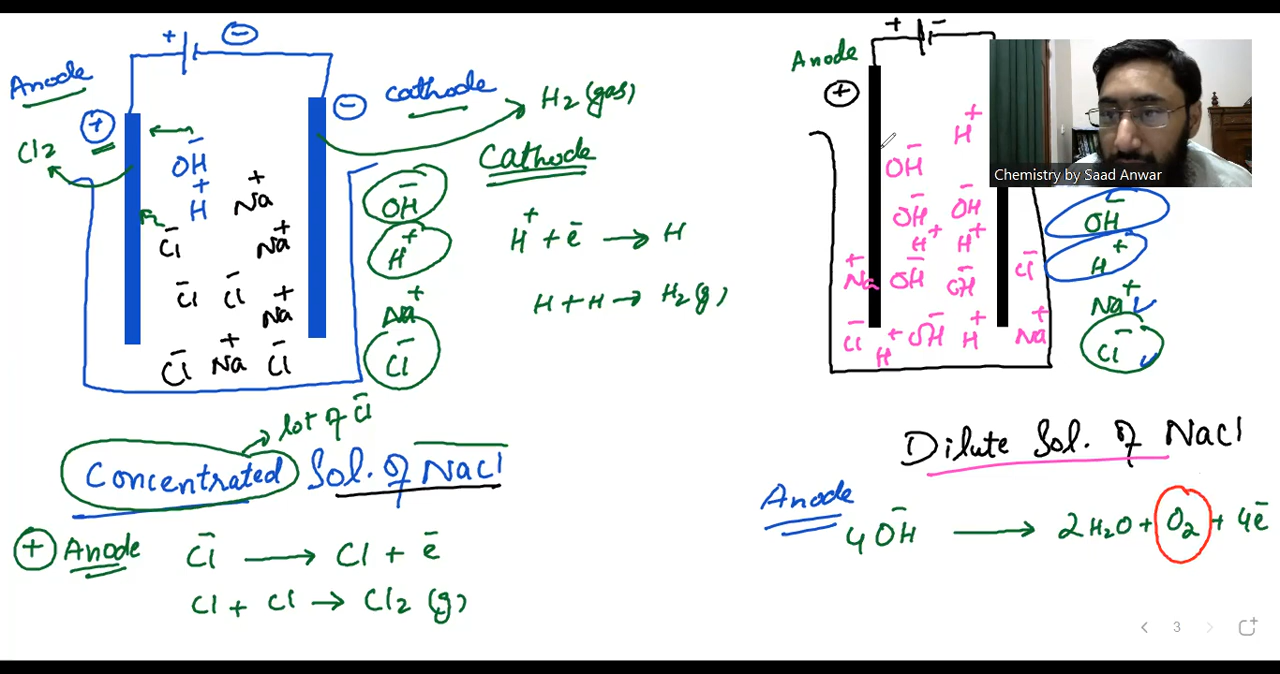 + −
Anode
+
−
cathode
H₂(gas)
Cl₂
Cathode
OH⁻
H⁺
Na⁺
Cl⁻
Na⁺
Cl⁻ Cl⁻
Na⁺
Cl⁻ Na⁺ Cl⁻
OH⁻
H⁺
Na⁺
Cl⁻
H⁺ + e⁻ → H
H + H → H₂(g)
lot of Cl⁻
Concentrated Sol. of NaCl
+ Anode Cl⁻ → Cl + e⁻
Cl + Cl → Cl₂(g)
+ −
Anode
+
H⁺
OH⁻
OH⁻ OH⁻
H⁺ H⁺
Na⁺ OH⁻ OH⁻ Cl⁻
Cl⁻ H⁺ OH⁻ H⁺ Na⁺
Chemistry by Saad Anwar
OH⁻
H⁺
Na⁺
Cl⁻
Dilute Sol. of NaCl
Anode
4OH⁻ → 2H₂O + O₂ + 4e⁻
3